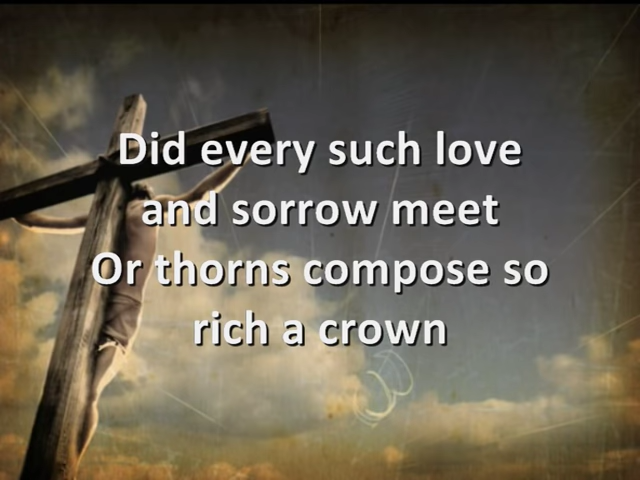 Did every such love
and sorrow meet
Or thorns compose so
rich a crown